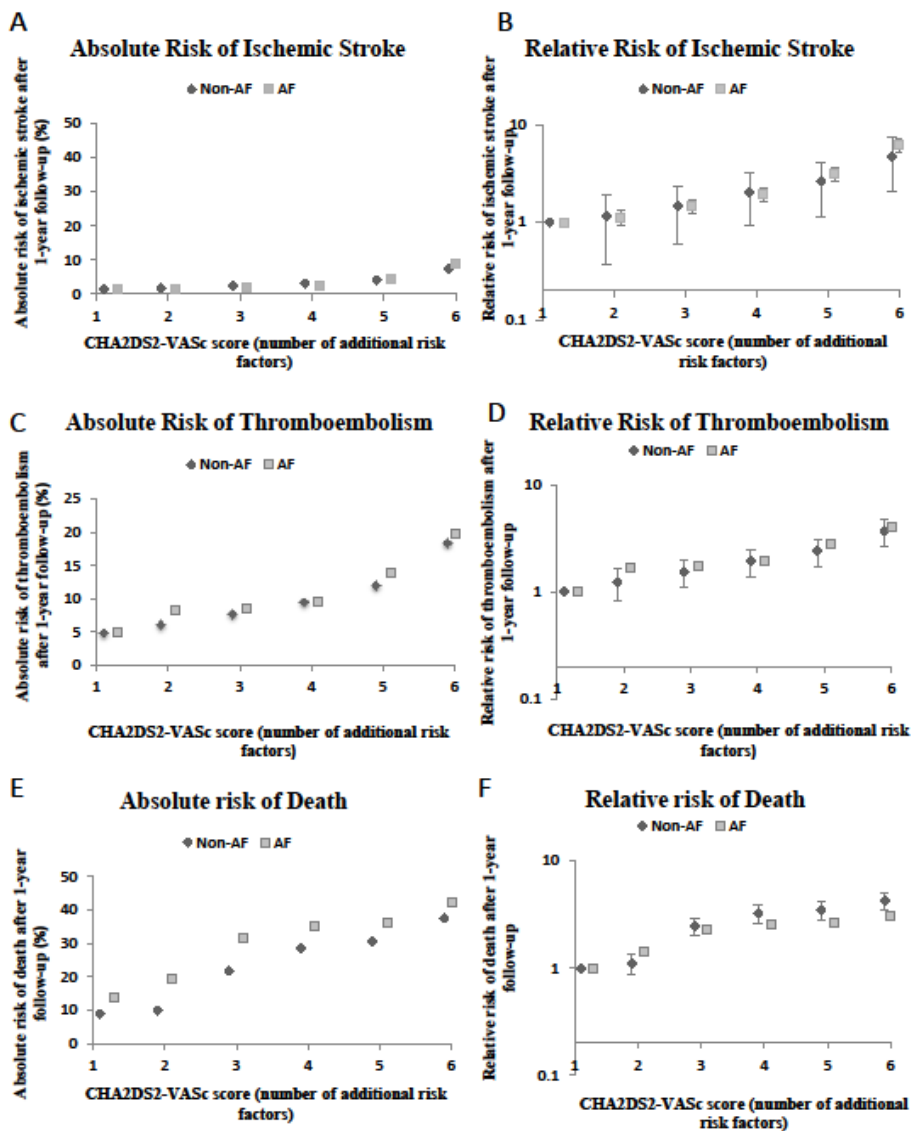 A
Absolute Risk of Ischemic Stroke
Non-AF AF
Absolute risk of ischemic stroke after
1-year follow-up (%)
50
40
30
20
10
0
1 2 3 4 5 6
CHA2DS2-VASc score (number of additional risk
factors)
B
Relative Risk of Ischemic Stroke
Non-AF AF
Relative risk of ischemic stroke after
1-year follow-up
10
1
0.1
1 2 3 4 5 6
CHA2DS2-VASc score (number of additional
risk factors)
C
Absolute Risk of Thromboembolism
Non-AF AF
Absolute risk of thromboembolism
after 1-year follow-up (%)
25
20
15
10
5
0
1 2 3 4 5 6
CHA2DS2-VASc score (number of additional risk
factors)
D
Relative Risk of Thromboembolism
Non-AF AF
Relative risk of thromboembolism after
1-year follow-up
10
1
0.1
1 2 3 4 5 6
CHA2DS2-VASc score (number of additional risk
factors)
E
Absolute risk of Death
Non-AF AF
Absolute risk of death after 1-year
follow-up (%)
50
40
30
20
10
0
1 2 3 4 5 6
CHA2DS2-VASc score (number of additional risk
factors)
F
Relative risk of Death
Non-AF AF
Relative risk of death after 1-year
follow-up
10
1
0.1
1 2 3 4 5 6
CHA2DS2-VASc score (number of additional
risk factors)